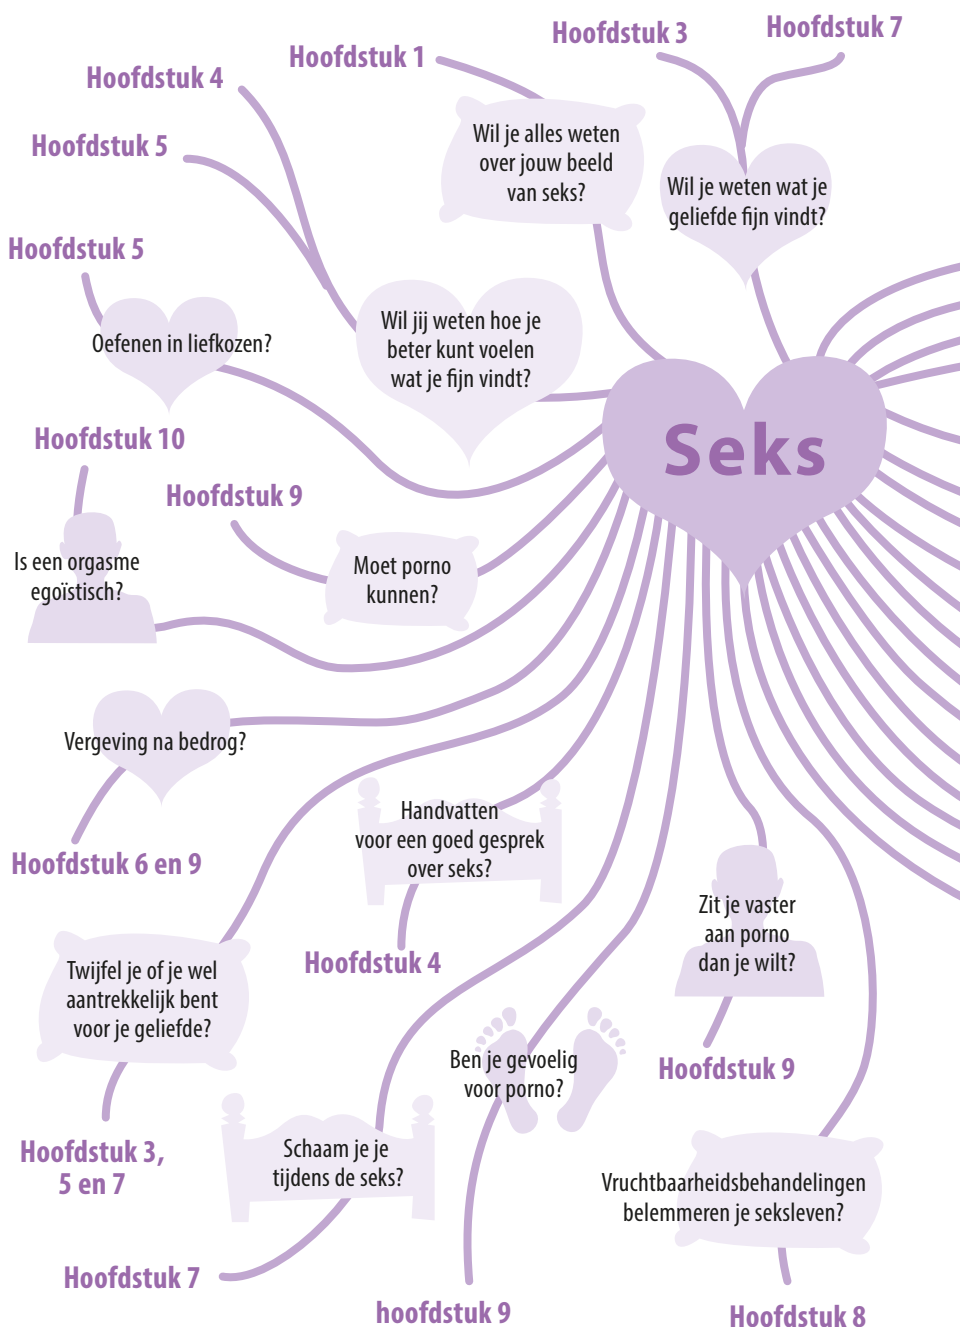 Hoofdstuk 3
Hoofdstuk 7
Hoofdstuk 1
Hoofdstuk 4
Hoofdstuk 5
Wil je alles weten
over jouw beeld
van seks?
Wil je weten wat je
geliefde fijn vindt?
Hoofdstuk 5
Oefenen in liefkozen?
Wil jij weten hoe je
beter kunt voelen
wat je fijn vindt?
Seks
Hoofdstuk 10
Is een orgasme
egoïstisch?
Hoofdstuk 9
Moet porno
kunnen?
Vergeving na bedrog?
Hoofdstuk 6 en 9
Handvatten
voor een goed gesprek
over seks?
Hoofdstuk 4
Zit je vaster
aan porno
dan je wilt?
Hoofdstuk 9
Twijfel je of je wel
aantrekkelijk bent
voor je geliefde?
Hoofdstuk 3,
5 en 7
Ben je gevoelig
voor porno?
hoofdstuk 9
Schaam je je
tijdens de seks?
Hoofdstuk 7
Vruchtbaarheidsbehandelingen
belemmeren je seksleven?
Hoofdstuk 8